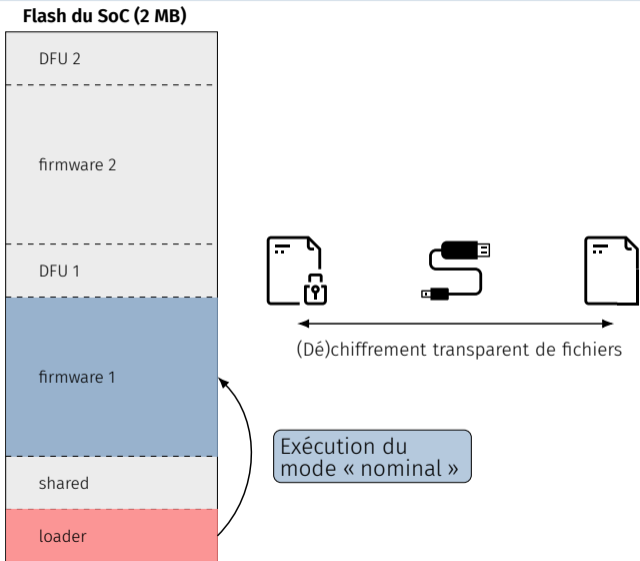 Flash du SoC (2 MB)
DFU 2
firmware 2
DFU 1
(Dé)chiffrement transparent de fichiers
firmware 1
Exécution du
mode « nominal »
shared
loader